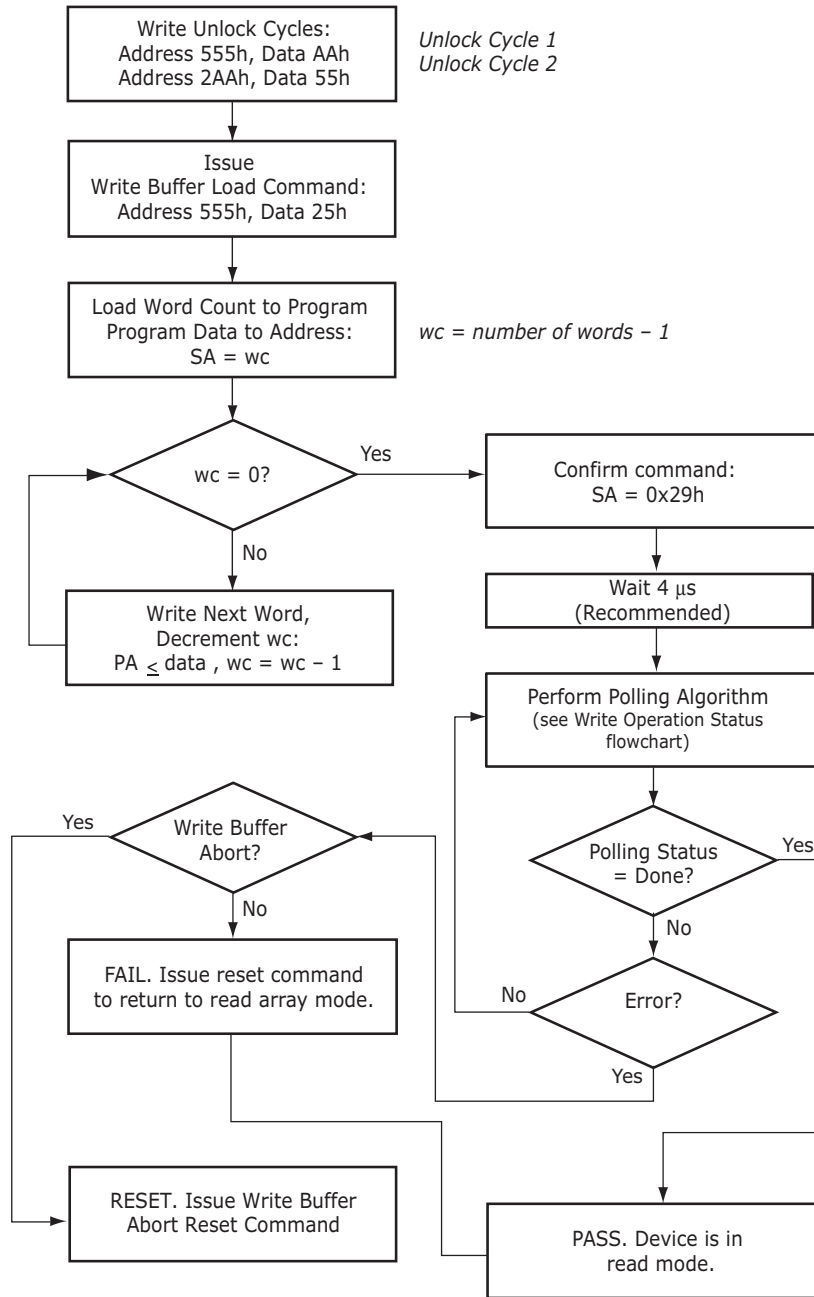 Write Unlock Cycles:
Address 555h, Data AAh
Address 2AAh, Data 55h
Unlock Cycle 1
Unlock Cycle 2
Issue
Write Buffer Load Command:
Address 555h, Data 25h
Load Word Count to Program
Program Data to Address:
SA = wc
wc = number of words – 1
wc = 0?
Yes
No
Write Next Word,
Decrement wc:
PA ≤ data , wc = wc – 1
Confirm command:
SA = 0x29h
Wait 4 μs
(Recommended)
Perform Polling Algorithm
(see Write Operation Status
flowchart)
Polling Status
= Done?
Yes
No
Error?
No
Yes
Write Buffer
Abort?
Yes
No
FAIL. Issue reset command
to return to read array mode.
RESET. Issue Write Buffer
Abort Reset Command
PASS. Device is in
read mode.